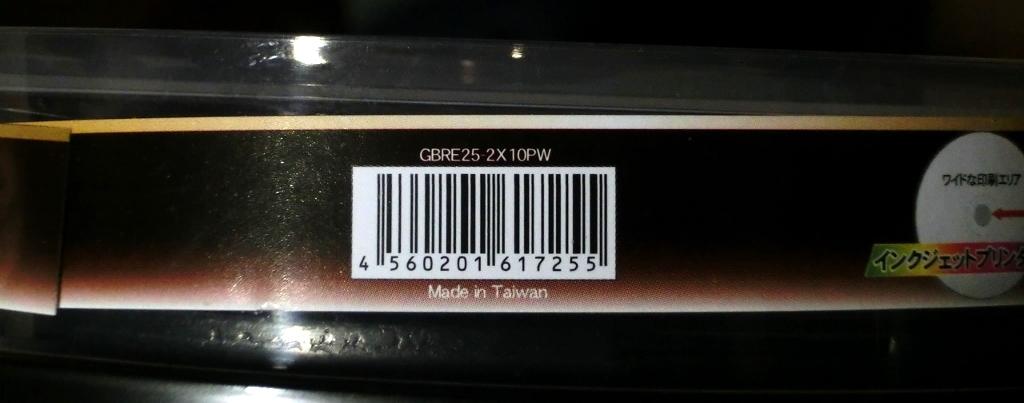 GBRE25-2X10PW
4 560201 617255
Made in Taiwan
ワイドな印刷エリア
インクジェットプリンタ